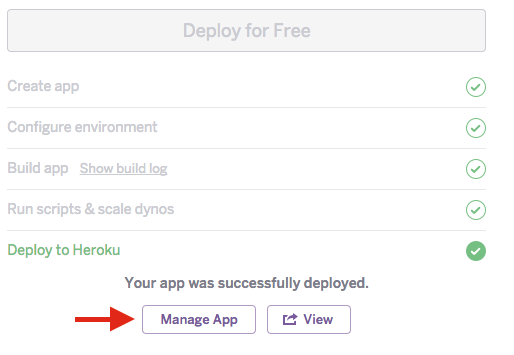 Deploy for Free
Create app
Configure environment
Build app Show build log
Run scripts & scale dynos
Deploy to Heroku
Your app was successfully deployed.
Manage App View